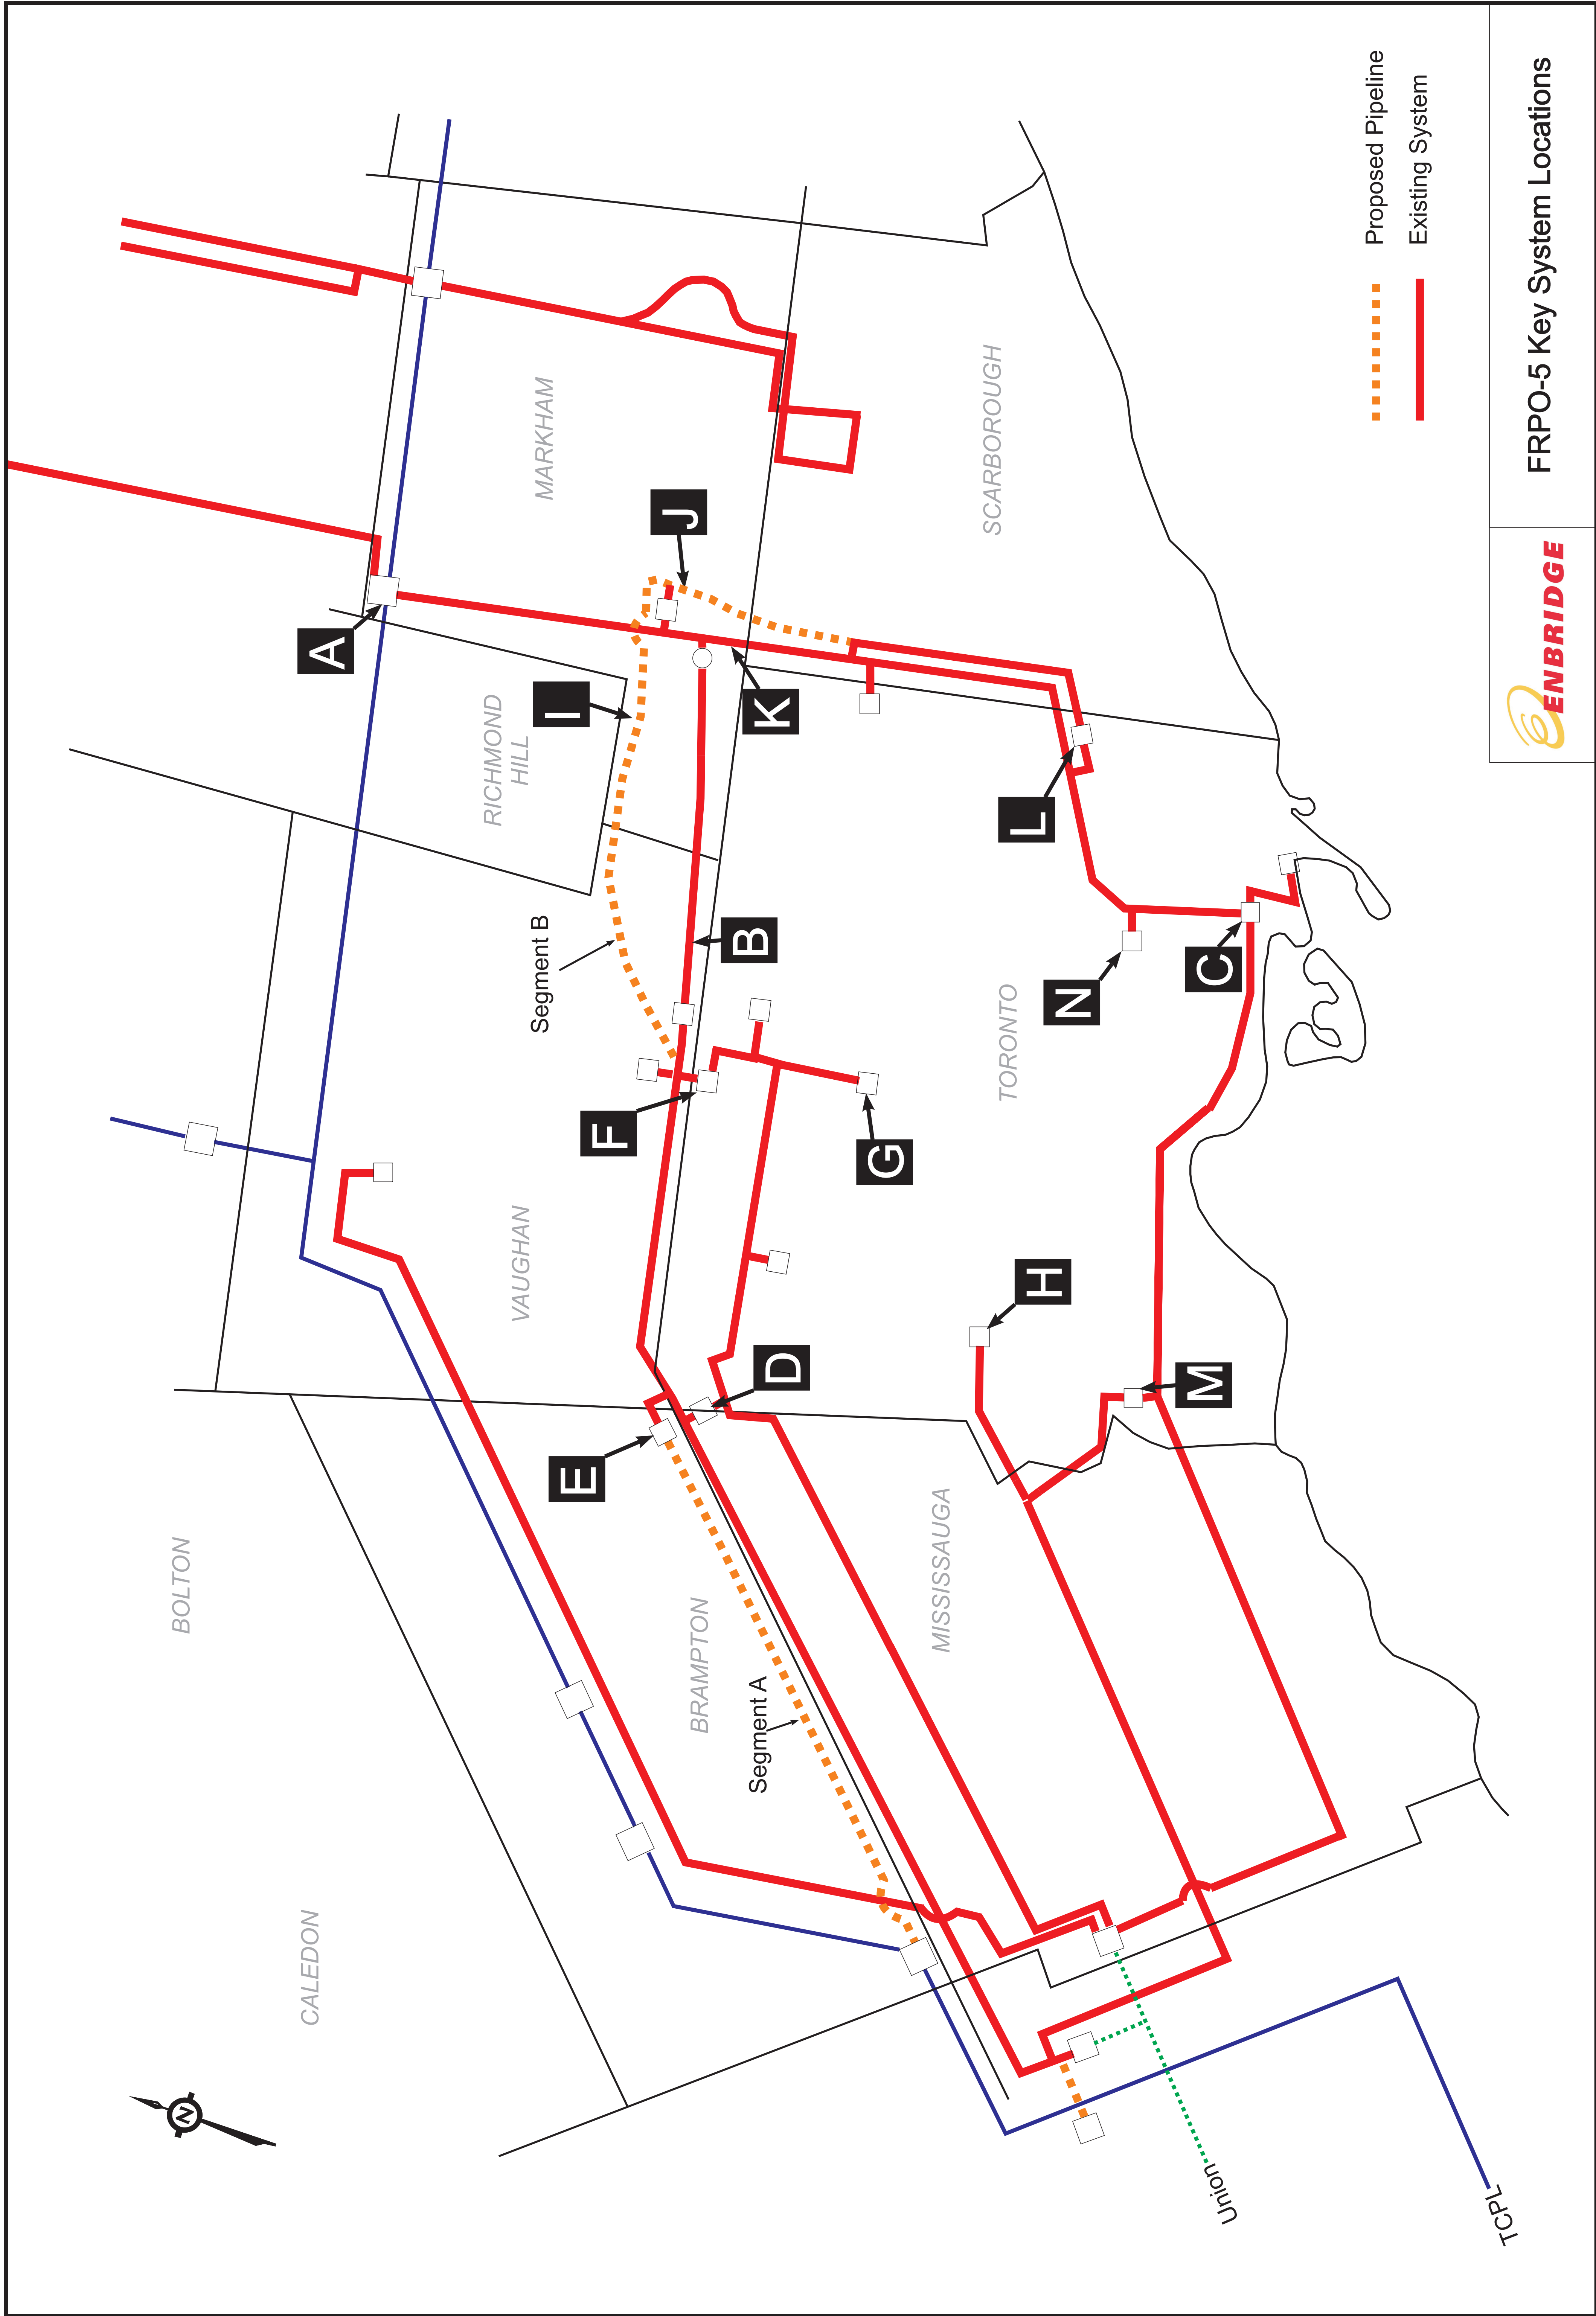 BOLTON
CALEDON
VAUGHAN
RICHMOND
HILL
MARKHAM
BRAMPTON
MISSISSAUGA
TORONTO
SCARBOROUGH
Segment A
Segment B
A
B
C
D
E
F
G
H
I
J
K
L
M
N
Union
TCPL
N
Proposed Pipeline
Existing System
ENBRIDGE
FRPO-5 Key System Locations